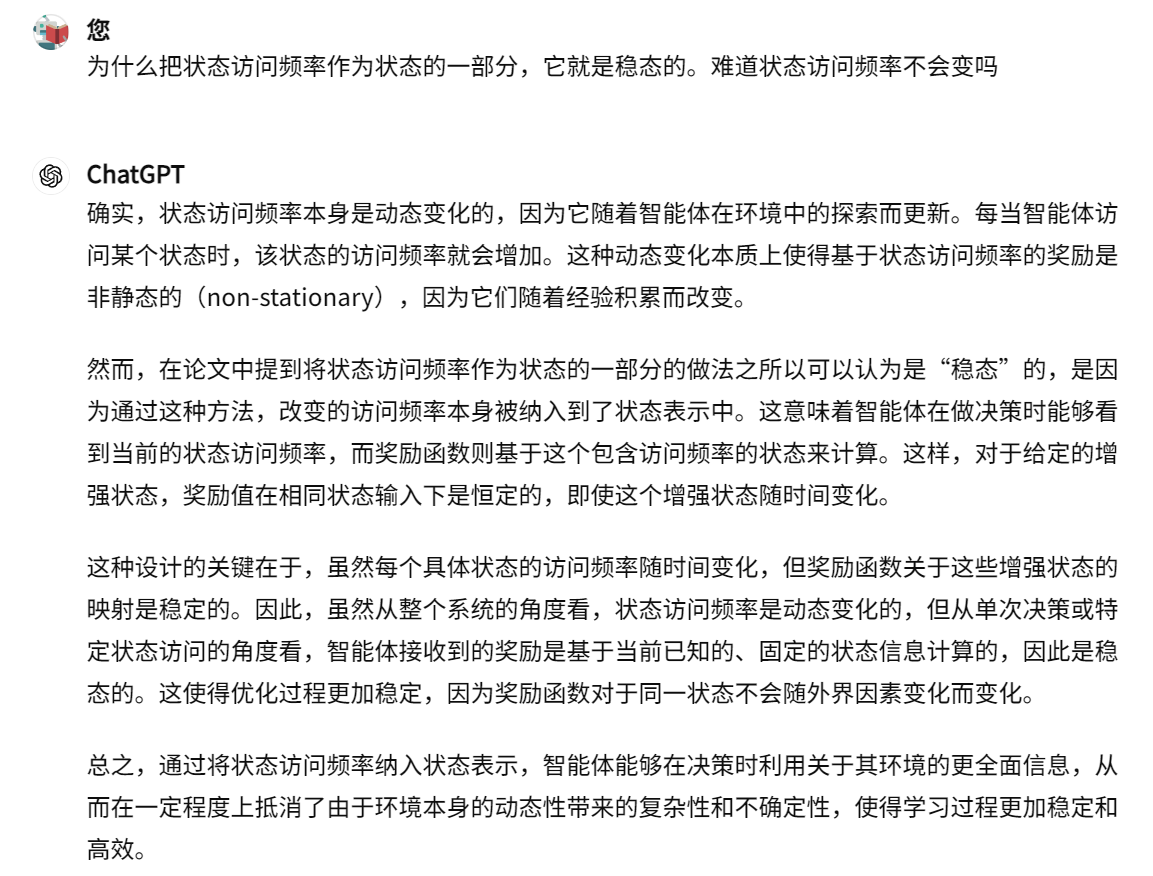 您
为什么把状态访问频率作为状态的一部分，它就是稳态的。难道状态访问频率不会变吗
ChatGPT
确实，状态访问频率本身是动态变化的，因为它随着智能体在环境中的探索而更新。每当智能体访
问某个状态时，该状态的访问频率就会增加。这种动态变化本质上使得基于状态访问频率的奖励是
非静态的（non-stationary），因为它们随着经验积累而改变。
然而，在论文中提到将状态访问频率作为状态的一部分的做法之所以可以认为是“稳态”的，是因
为通过这种方法，改变的访问频率本身被纳入到了状态表示中。这意味着智能体在做决策时能够看
到当前的状态访问频率，而奖励函数则基于这个包含访问频率的状态来计算。这样，对于给定的增
强状态，奖励值在相同状态输入下是恒定的，即使这个增强状态随时间变化。
这种设计的关键在于，虽然每个具体状态的访问频率随时间变化，但奖励函数关于这些增强状态的
映射是稳定的。因此，虽然从整个系统的角度看，状态访问频率是动态变化的，但从单次决策或特
定状态访问的角度看，智能体接收到的奖励是基于当前已知的、固定的状态信息计算的，因此是稳
态的。这使得优化过程更加稳定，因为奖励函数对于同一状态不会随外界因素变化而变化。
总之，通过将状态访问频率纳入状态表示，智能体能够在决策时利用关于其环境的更全面信息，从
而在一定程度上抵消了由于环境本身的动态性带来的复杂性和不确定性，使得学习过程更加稳定和
高效。